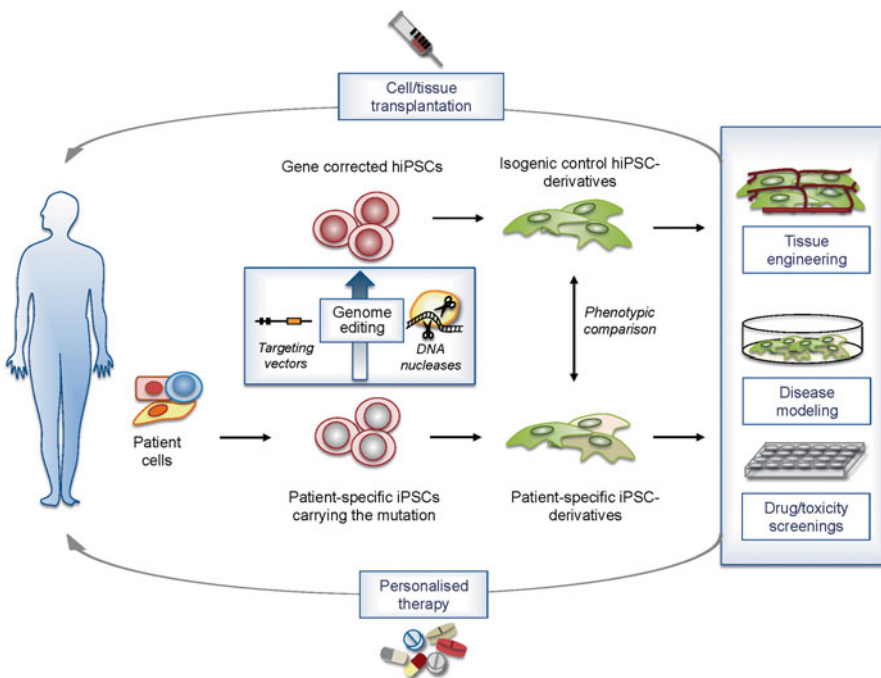 Cell/tissue
transplantation
Gene corrected hiPSCs
Isogenic control hiPSC-
derivatives
Tissue
engineering
Genome
editing
Targeting
vectors
DNA
nucleases
Phenotypic
comparison
Disease
modeling
Patient
cells
Patient-specific iPSCs
carrying the mutation
Patient-specific iPSC-
derivatives
Drug/toxicity
screenings
Personalised
therapy